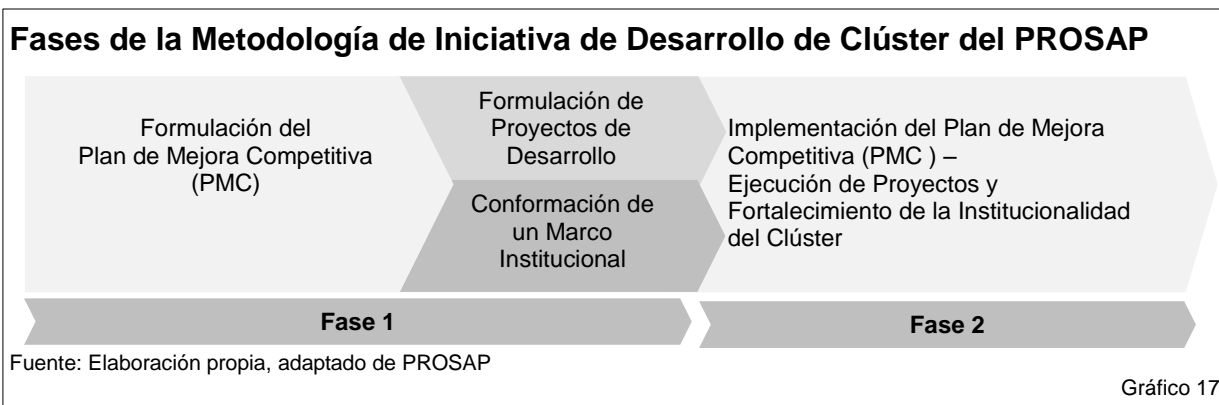 Fases de la Metodología de Iniciativa de Desarrollo de Clúster del PROSAP
Formulación del
Plan de Mejora Competitiva
(PMC)
Formulación de
Proyectos de
Desarrollo
Conformación de
un Marco
Institucional
Implementación del Plan de Mejora
Competitiva (PMC ) –
Ejecución de Proyectos y
Fortalecimiento de la Institucionalidad
del Clúster
Fase 1
Fase 2
Fuente: Elaboración propia, adaptado de PROSAP
Gráfico 17